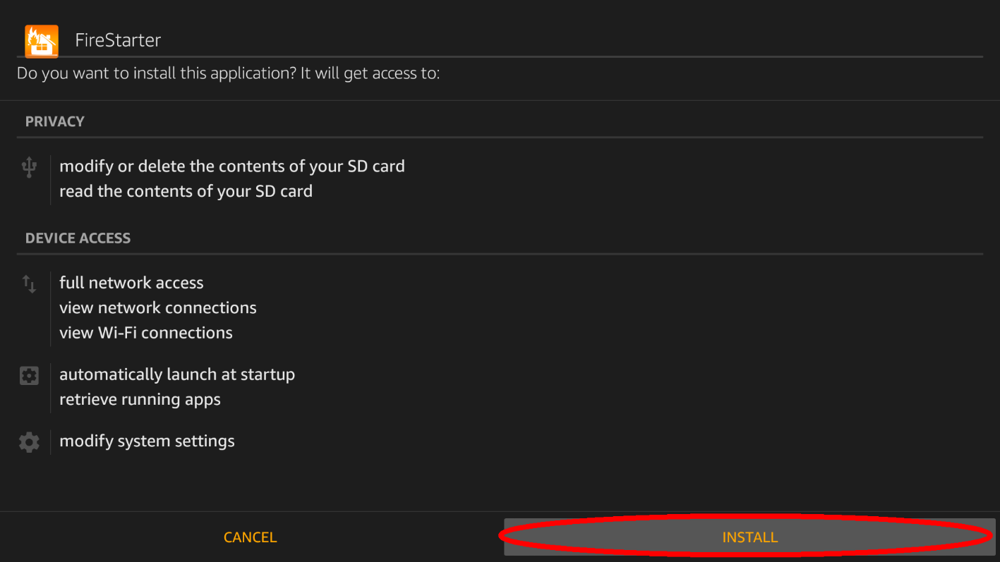 FireStarter
Do you want to install this application? It will get access to:
PRIVACY
modify or delete the contents of your SD card
read the contents of your SD card
DEVICE ACCESS
full network access
view network connections
view Wi-Fi connections
automatically launch at startup
retrieve running apps
modify system settings
CANCEL
INSTALL